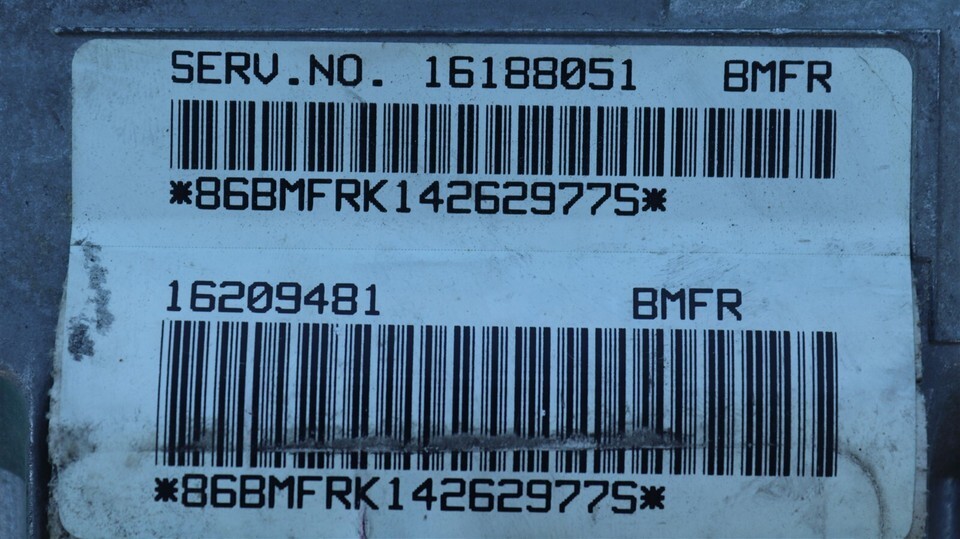 SERV.NO. 16188051 BMFR
*86BMFRK14262977S*
16209481 BMFR
*86BMFRK14262977S*